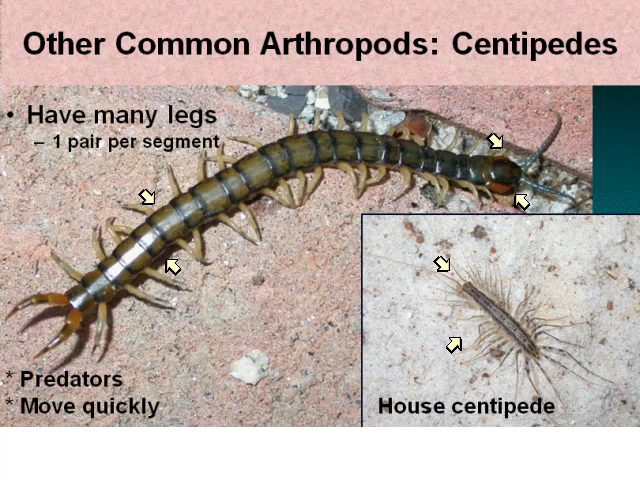 Other Common Arthropods: Centipedes
• Have many legs
– 1 pair per segment
* Predators
* Move quickly
House centipede